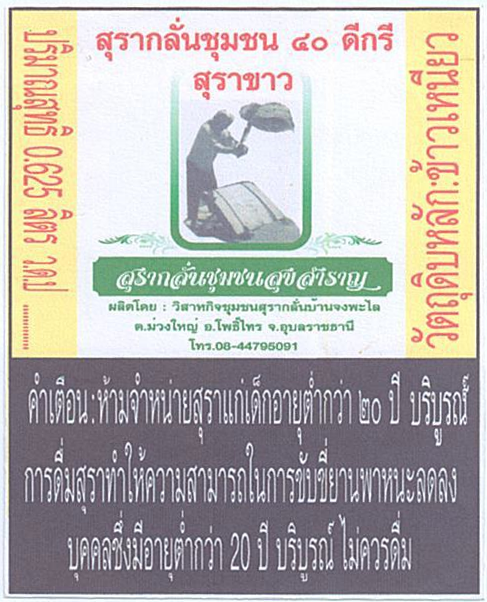 สุรากลั่นชุมชน ๔๐ ดีกรี
สุราขาว
ปริมาณสุทธิ 0.625 ลิตร ว.ด.ป ..........
วัตถุดิบหลัก:ข้าวเหนียว
สุรากลั่นชุมชนสุขสำราญ
ผลิตโดย : วิสาหกิจชุมชนสุรากลั่นบ้านจงพะไล
ต.ม่วงใหญ่ อ.โพธิ์ไทร จ.อุบลราชธานี
โทร.08-44795091
คำเตือน:ห้ามจำหน่ายสุราแก่เด็กอายุต่ำกว่า ๒๐ ปี บริบูรณ์
การดื่มสุราทำให้ความสามารถในการขับขี่ยานพาหนะลดลง
บุคคลซึ่งมีอายุต่ำกว่า 20 ปี บริบูรณ์ ไม่ควรดื่ม